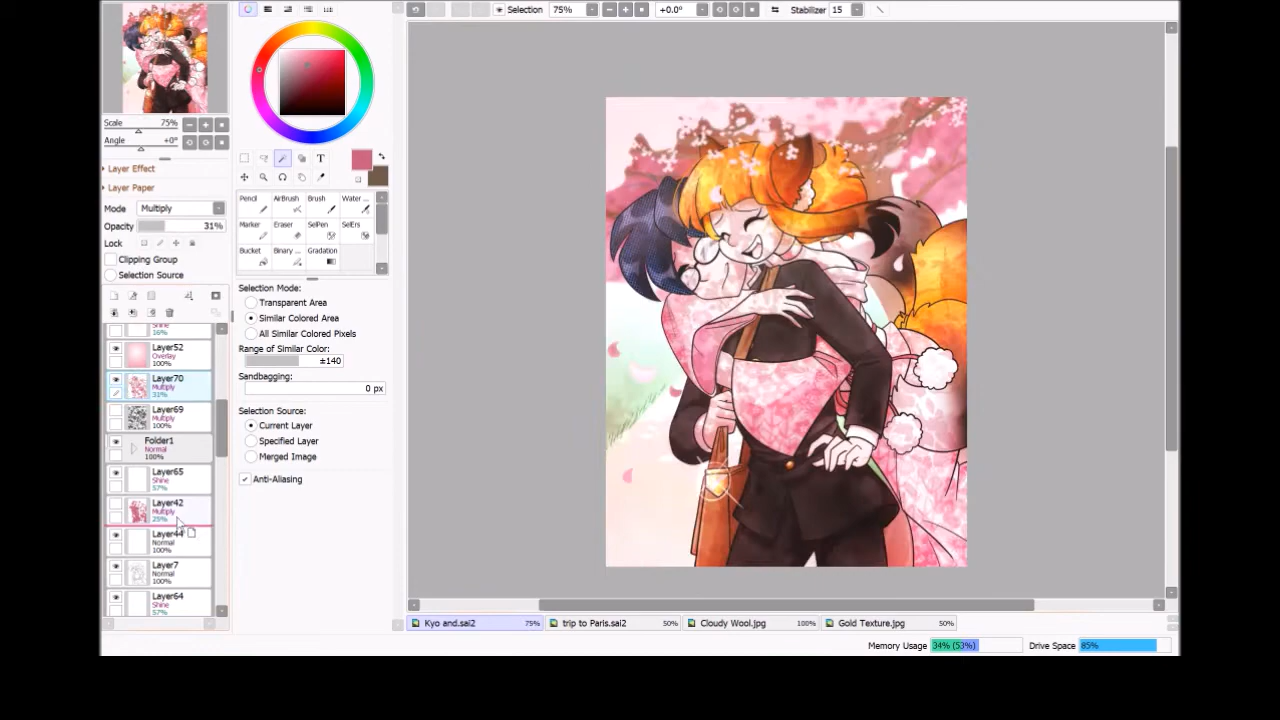 Selection 75% +0.0° Stabilizer 15
Scale 75%
Angle +0°
Layer Effect
Layer Paper
Mode Multiply
Opacity 31%
Lock
Clipping Group
Selection Source
Shine
16%
Layer52
Overlay
100%
Layer70
Multiply
31%
Layer69
Multiply
100%
Folder1
Normal
100%
Layer65
Shine
57%
Layer42
Multiply
25%
Layer44
Normal
100%
Layer7
Normal
100%
Layer64
Shine
57%
T
Pencil AirBrush Brush Water ...
Marker Eraser SelPen SelErs
Bucket Binary ... Gradation
Selection Mode:
Transparent Area
Similar Colored Area
All Similar Colored Pixels
Range of Similar Color:
±140
Sandbagging:
0 px
Selection Source:
Current Layer
Specified Layer
Merged Image
Anti-Aliasing
Kyo and.sai2 75% trip to Paris.sai2 50% Cloudy Wool.jpg 100% Gold Texture.jpg 50%
Memory Usage 34% (53%) Drive Space 85%